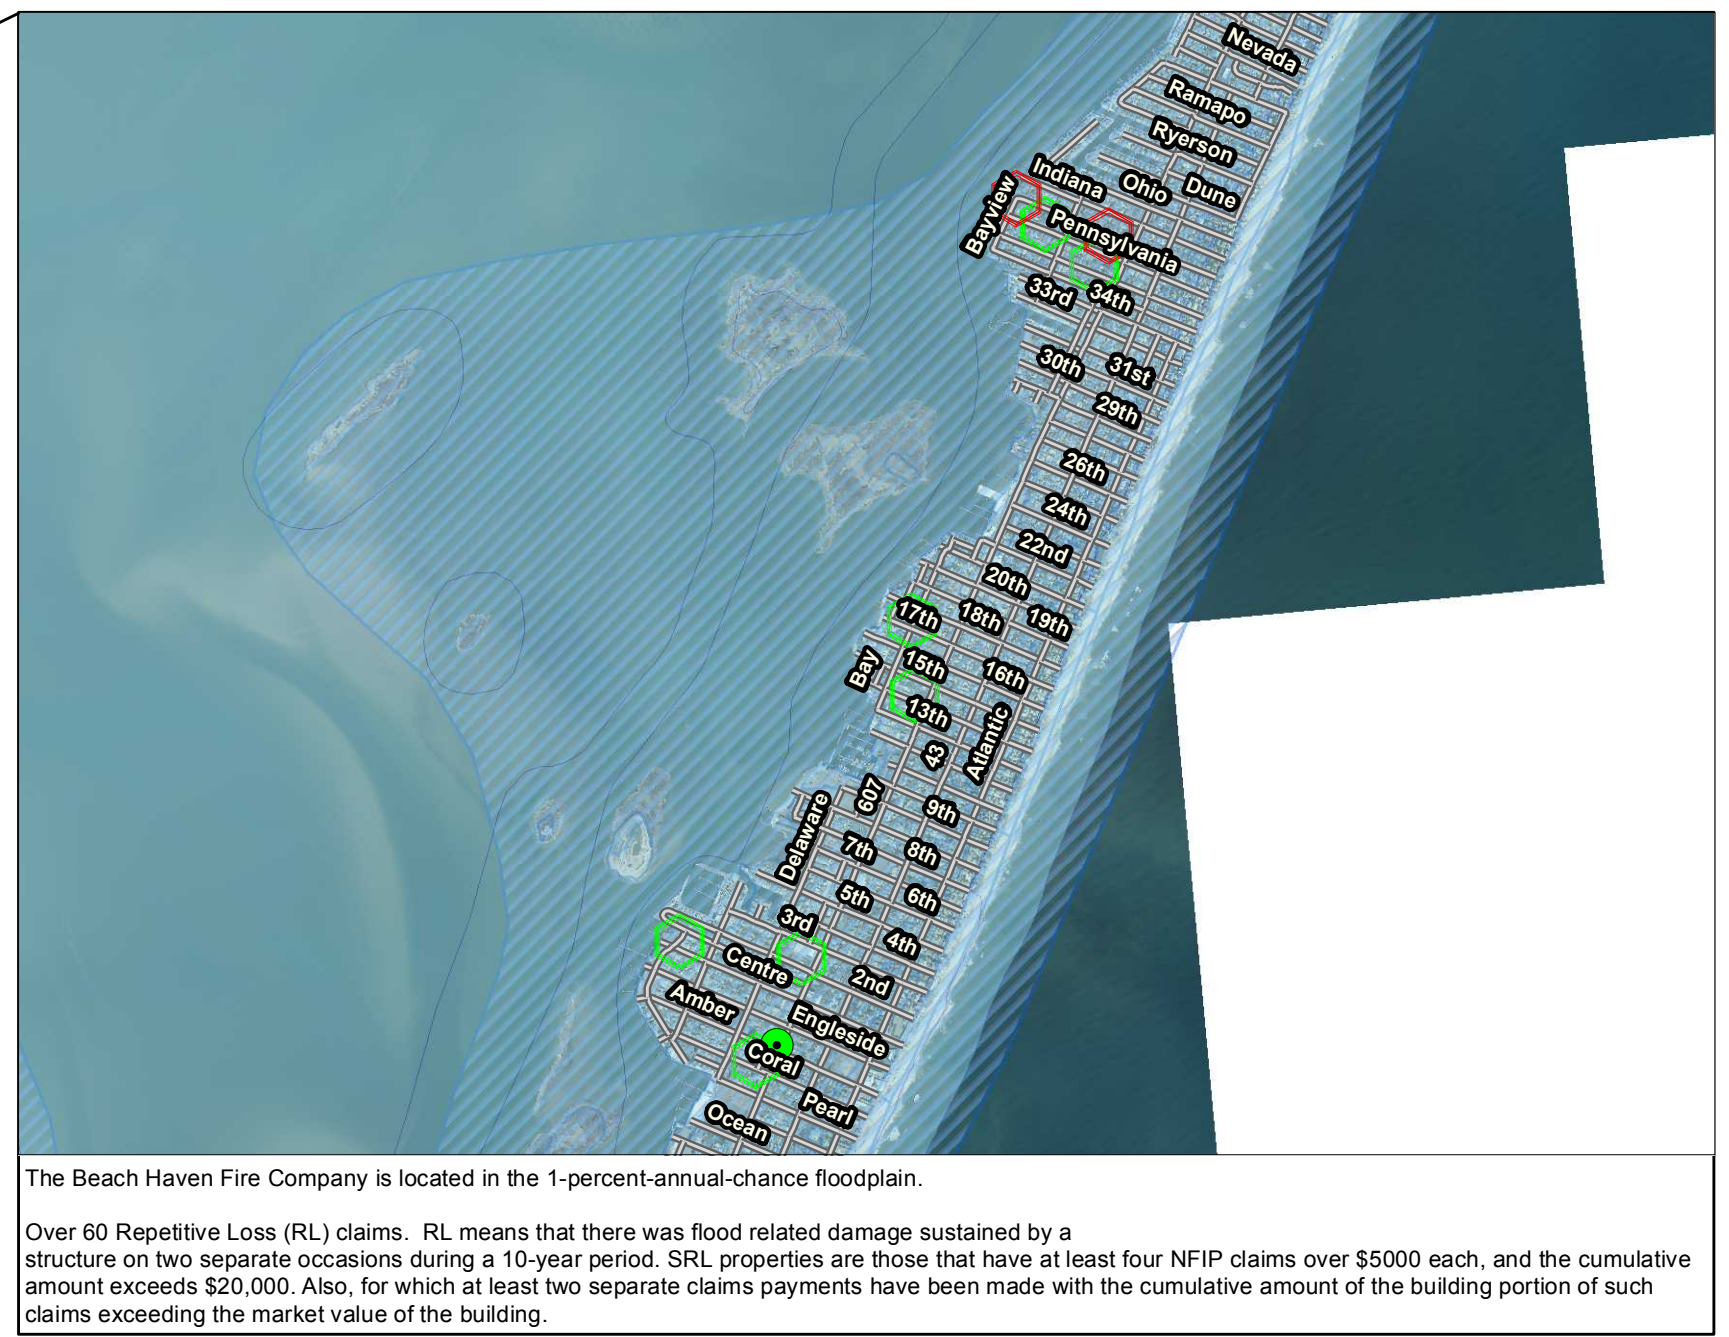 Nevada
Ramapo
Ryerson
Indiana
Ohio
Dune
Bayview
Pennsylvania
33rd
34th
30th
31st
29th
26th
24th
22nd
20th
17th
18th
19th
Bay
15th
16th
13th
Atlantic
43
607
9th
Delaware
7th
8th
5th
6th
3rd
4th
Centre
2nd
Amber
Engleside
Coral
Pearl
Ocean
The Beach Haven Fire Company is located in the 1-percent-annual-chance floodplain.
Over 60 Repetitive Loss (RL) claims.  RL means that there was flood related damage sustained by a
structure on two separate occasions during a 10-year period. SRL properties are those that have at least four NFIP claims over $5000 each, and the cumulative
amount exceeds $20,000. Also, for which at least two separate claims payments have been made with the cumulative amount of the building portion of such
claims exceeding the market value of the building.